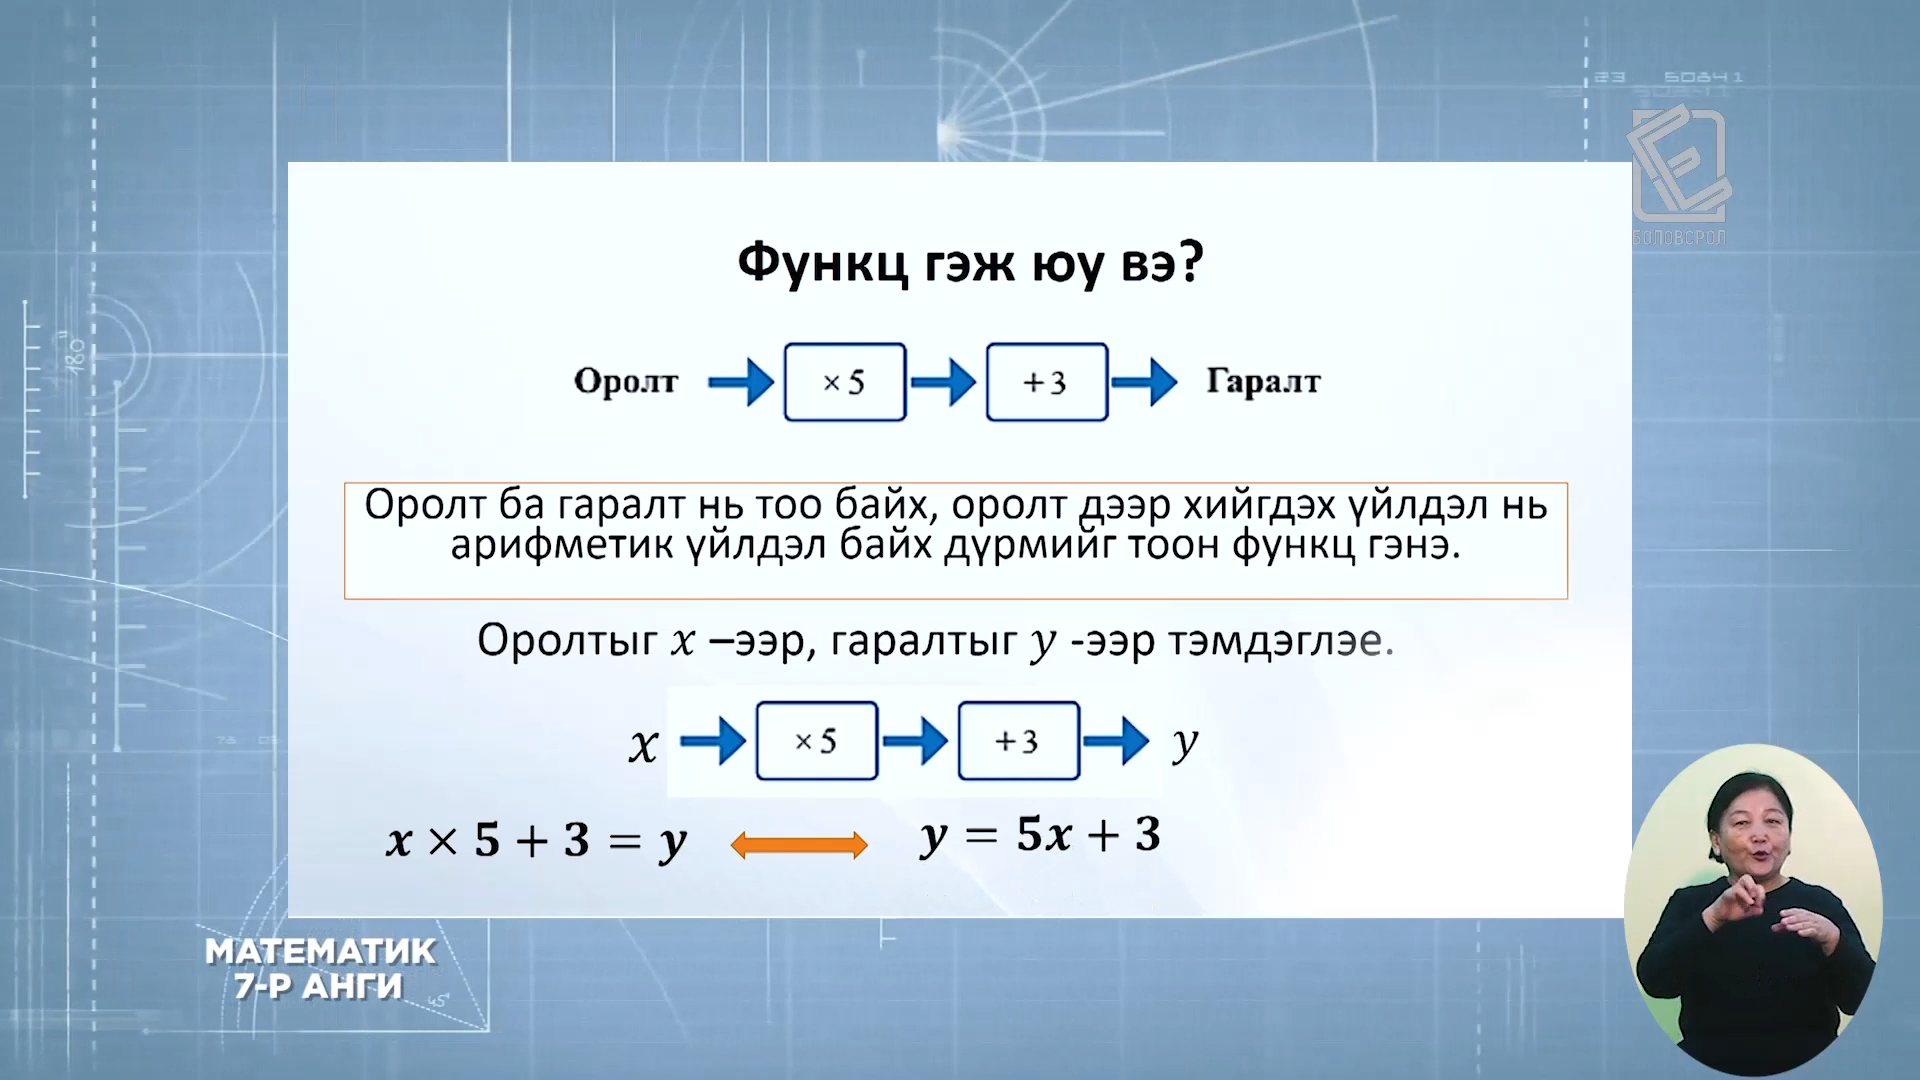 БОЛОВСРОЛ
Функц гэж юу вэ?
Оролт × 5 + 3 Гаралт
Оролт ба гаралт нь тоо байх, оролт дээр хийгдэх үйлдэл нь
арифметик үйлдэл байх дүрмийг тоон функц гэнэ.
Оролтыг x –ээр, гаралтыг y -ээр тэмдэглэе.
x × 5 + 3 y
x × 5 + 3 = y y = 5x + 3
МАТЕМАТИК
7-Р АНГИ
180°
45°